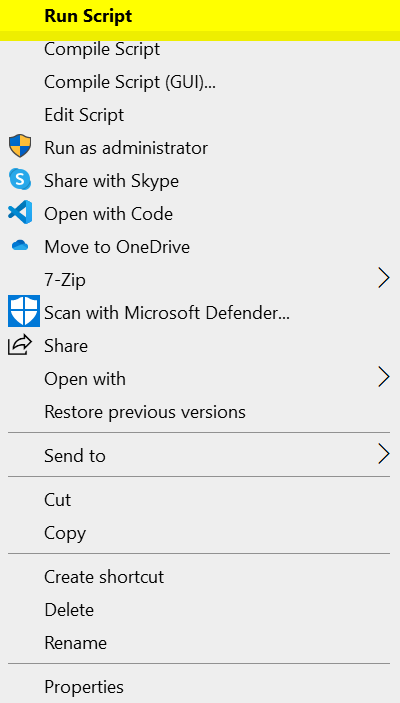 Run Script
Compile Script
Compile Script (GUI)...
Edit Script
Run as administrator
Share with Skype
Open with Code
Move to OneDrive
7-Zip
Scan with Microsoft Defender...
Share
Open with
Restore previous versions
Send to
Cut
Copy
Create shortcut
Delete
Rename
Properties